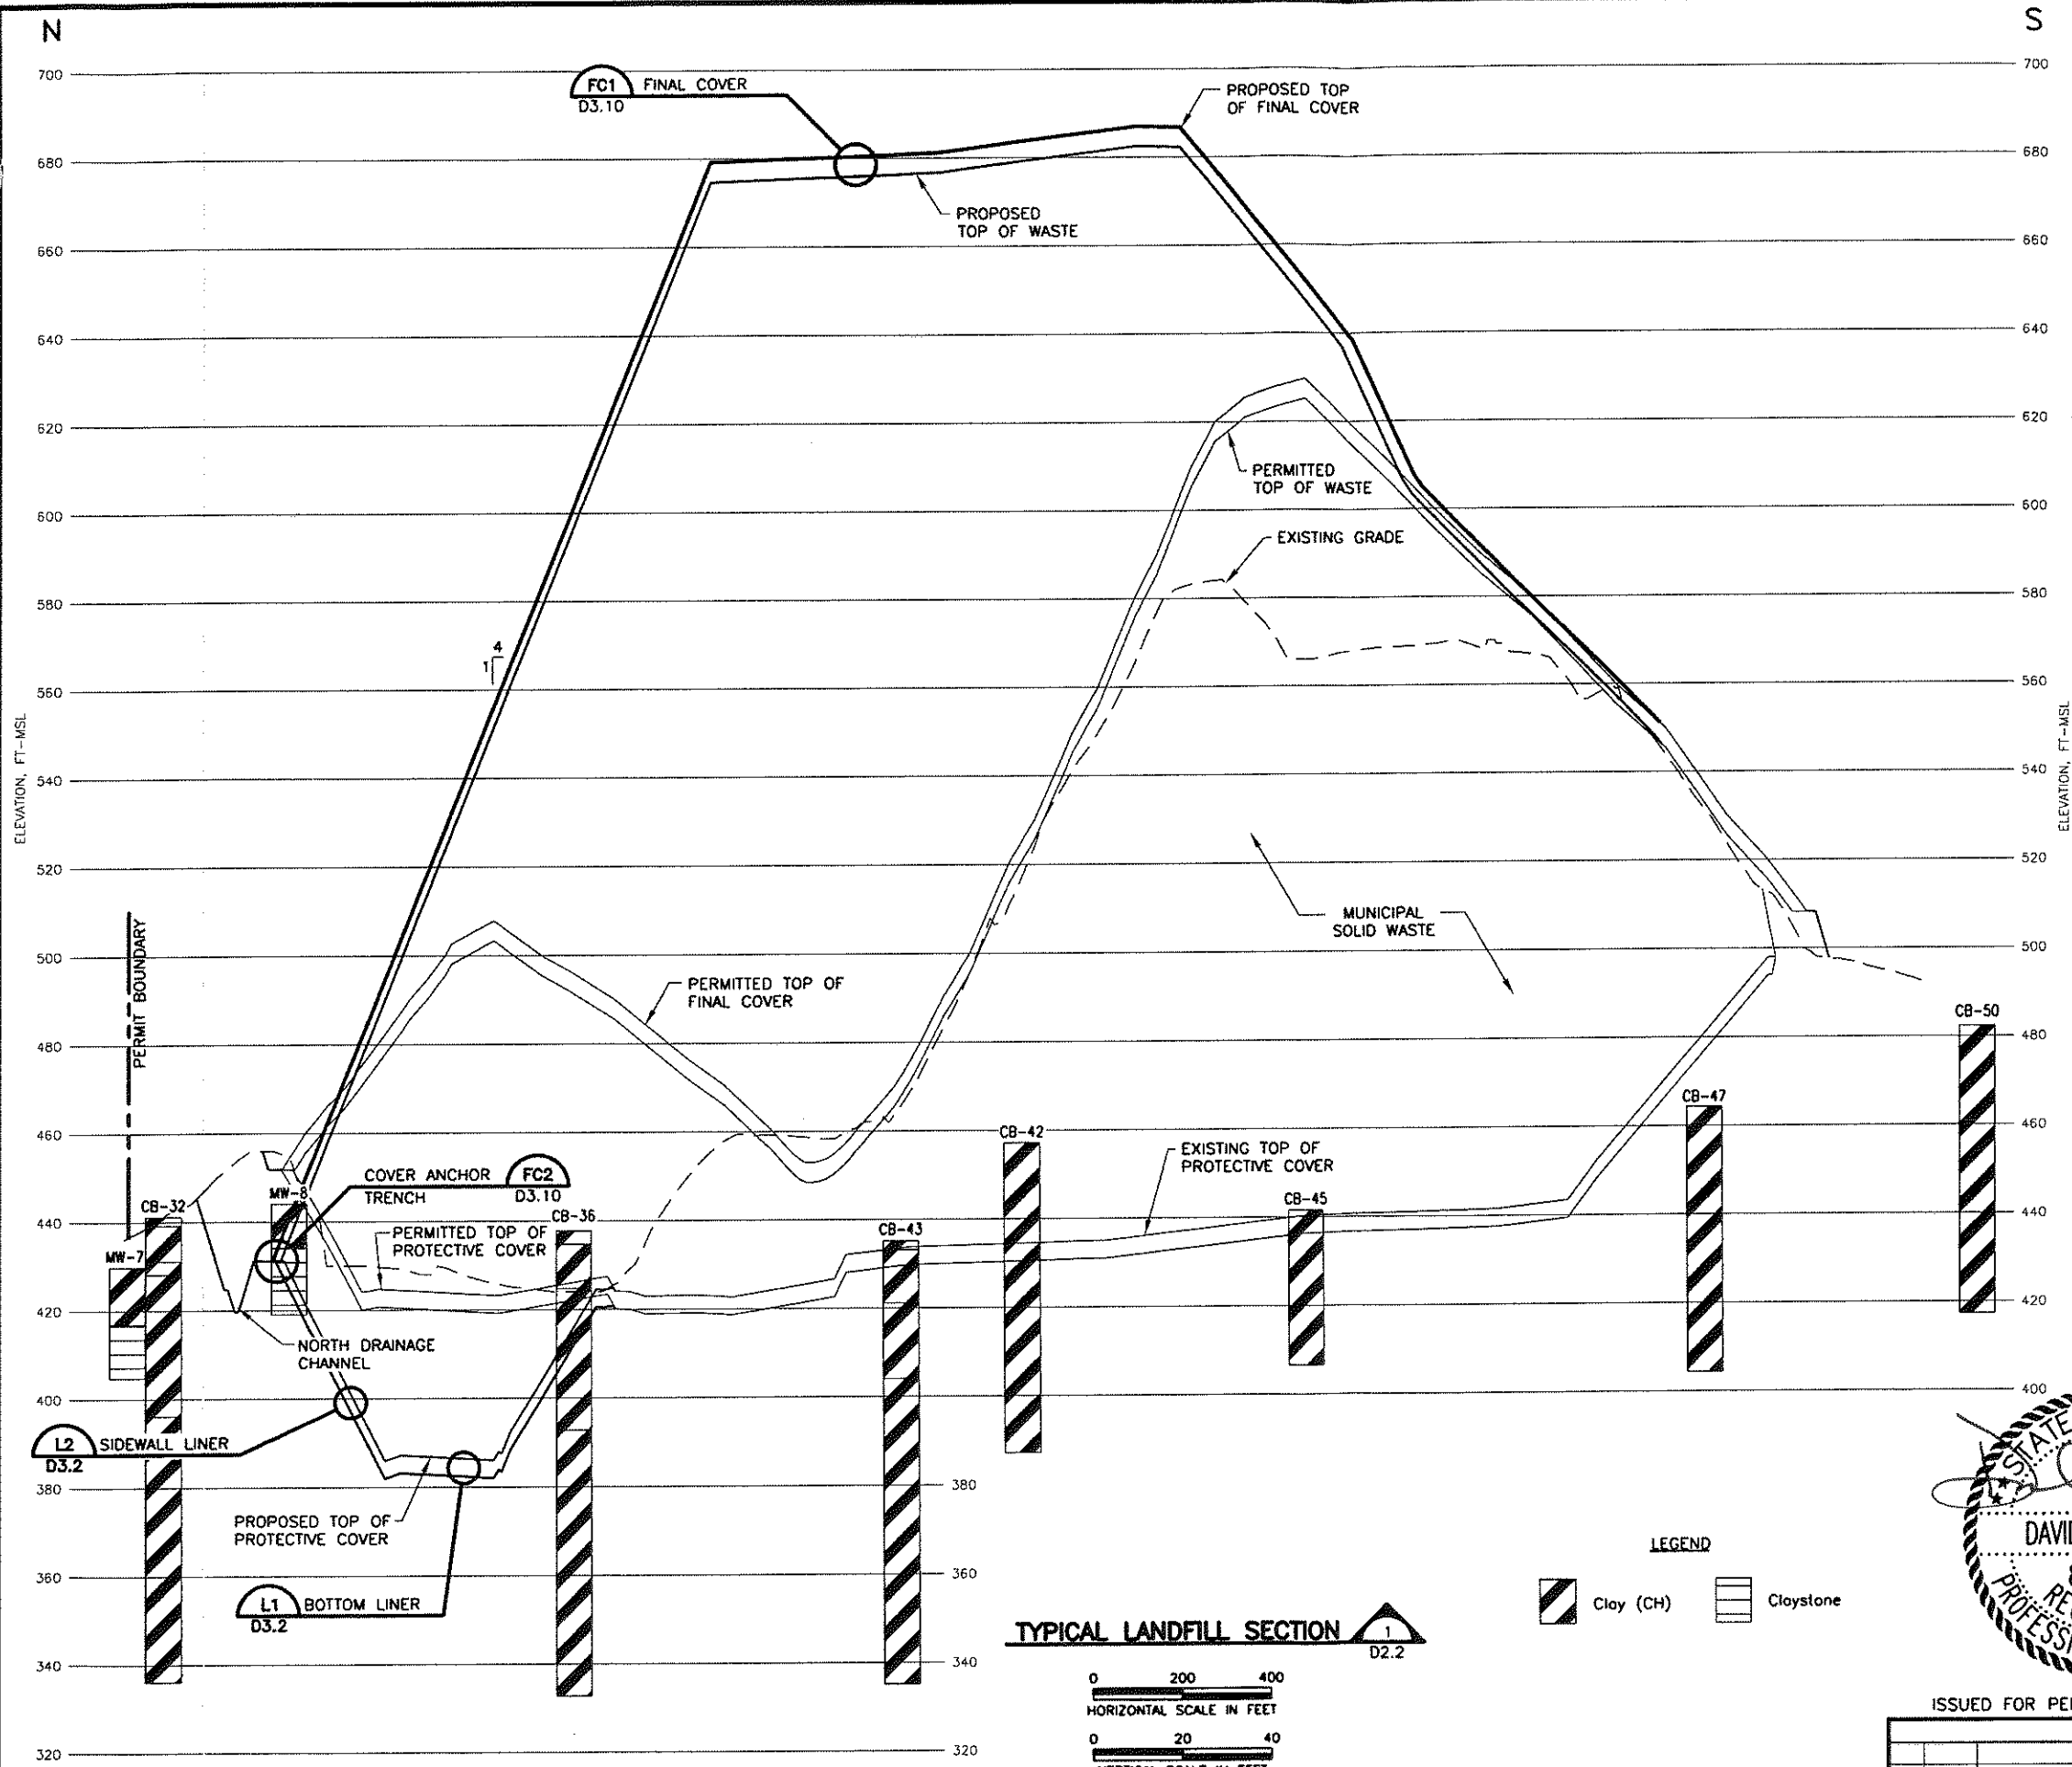 N
S
700
700
FC1
FINAL COVER
D3.10
PROPOSED TOP
OF FINAL COVER
680
680
PROPOSED
TOP OF WASTE
660
660
640
640
620
620
PERMITTED
TOP OF WASTE
600
600
EXISTING GRADE
580
580
4
1
560
560
ELEVATION, FT-MSL
ELEVATION, FT-MSL
540
540
520
520
MUNICIPAL
SOLID WASTE
PERMIT BOUNDARY
500
500
PERMITTED TOP OF
FINAL COVER
CB-50
480
480
CB-47
460
460
CB-42
EXISTING TOP OF
PROTECTIVE COVER
COVER ANCHOR
TRENCH
FC2
D3.10
MW-8
CB-45
CB-32
CB-36
440
440
PERMITTED TOP OF
PROTECTIVE COVER
CB-43
MW-7
420
420
NORTH DRAINAGE
CHANNEL
400
400
L2
SIDEWALL LINER
D3.2
380
380
PROPOSED TOP OF
PROTECTIVE COVER
360
360
L1
BOTTOM LINER
D3.2
LEGEND
Clay (CH)
Claystone
TYPICAL LANDFILL SECTION
1
D2.2
340
340
0 200 400
HORIZONTAL SCALE IN FEET
320
320
0 20 40
VERTICAL SCALE IN FEET
STATE
DAVID
PROFESSI
ISSUED FOR PE